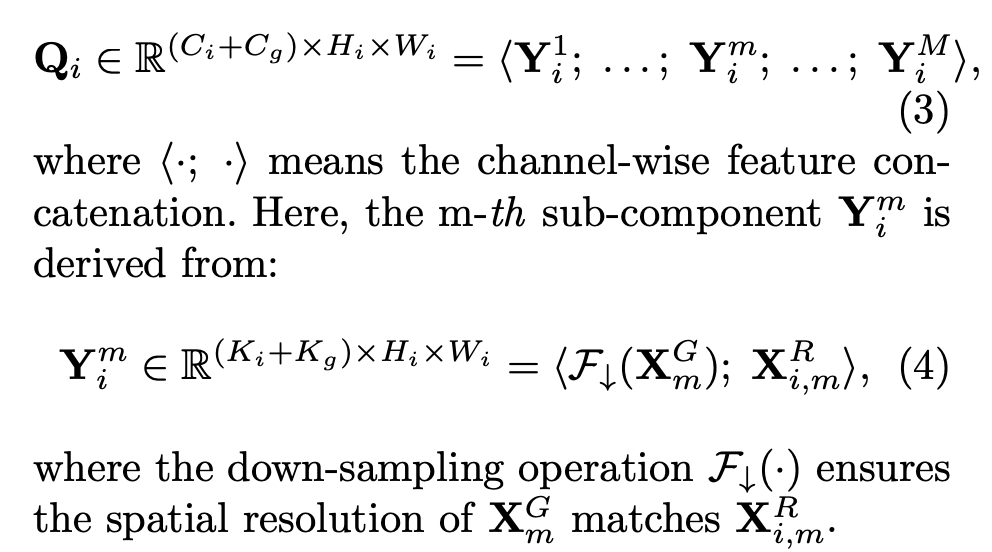 $\mathbf{Q}_i \in \mathbb{R}^{(C_i+C_g)\times H_i\times W_i} = \langle \mathbf{Y}_i^1;\ \ldots;\ \mathbf{Y}_i^m;\ \ldots;\ \mathbf{Y}_i^M \rangle,$
(3)
where $\langle \cdot;\ \cdot \rangle$ means the channel-wise feature con-
catenation. Here, the m-th sub-component $\mathbf{Y}_i^m$ is
derived from:
$\mathbf{Y}_i^m \in \mathbb{R}^{(K_i+K_g)\times H_i\times W_i} = \langle \mathcal{F}_{\downarrow}(\mathbf{X}_m^G);\ \mathbf{X}_{i,m}^R \rangle,$ (4)
where the down-sampling operation $\mathcal{F}_{\downarrow}(\cdot)$ ensures
the spatial resolution of $\mathbf{X}_m^G$ matches $\mathbf{X}_{i,m}^R$.